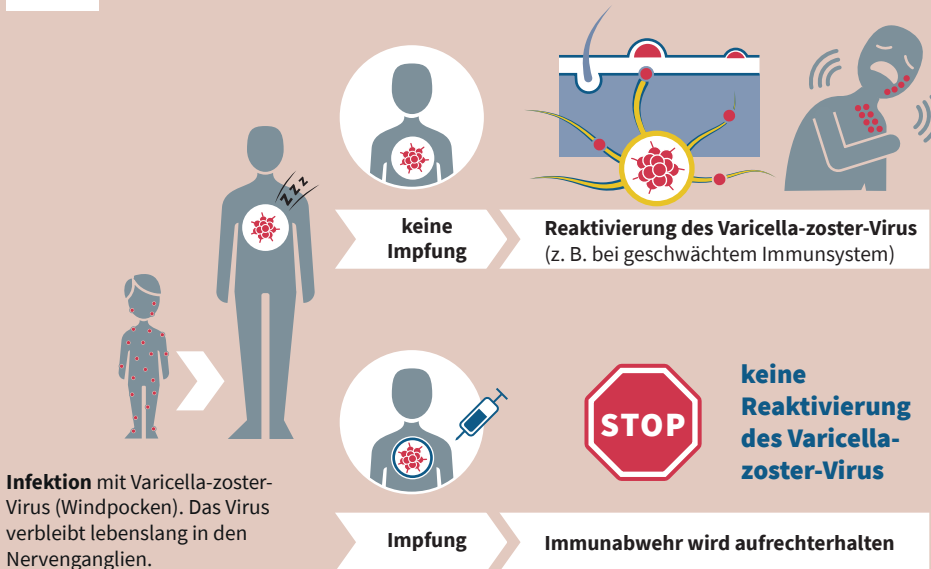 zzz
keine
Impfung
Reaktivierung des Varicella-zoster-Virus
(z. B. bei geschwächtem Immunsystem)
Infektion mit Varicella-zoster-
Virus (Windpocken). Das Virus
verbleibt lebenslang in den
Nervenganglien.
STOP
keine
Reaktivierung
des Varicella-
zoster-Virus
Impfung
Immunabwehr wird aufrechterhalten